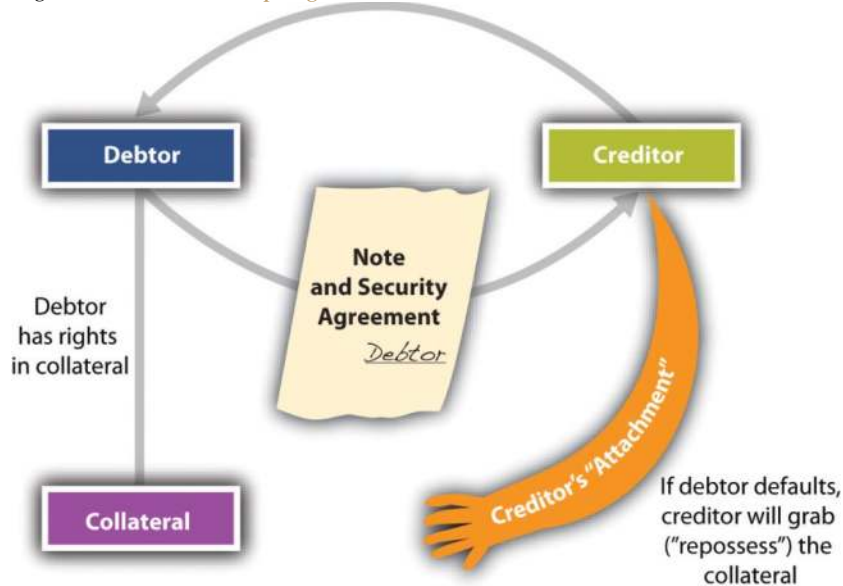 Debtor
Creditor
Note
and Security
Agreement
Debtor
Debtor
has rights
in collateral
Creditor's "Attachment"
Collateral
If debtor defaults,
creditor will grab
("repossess") the
collateral